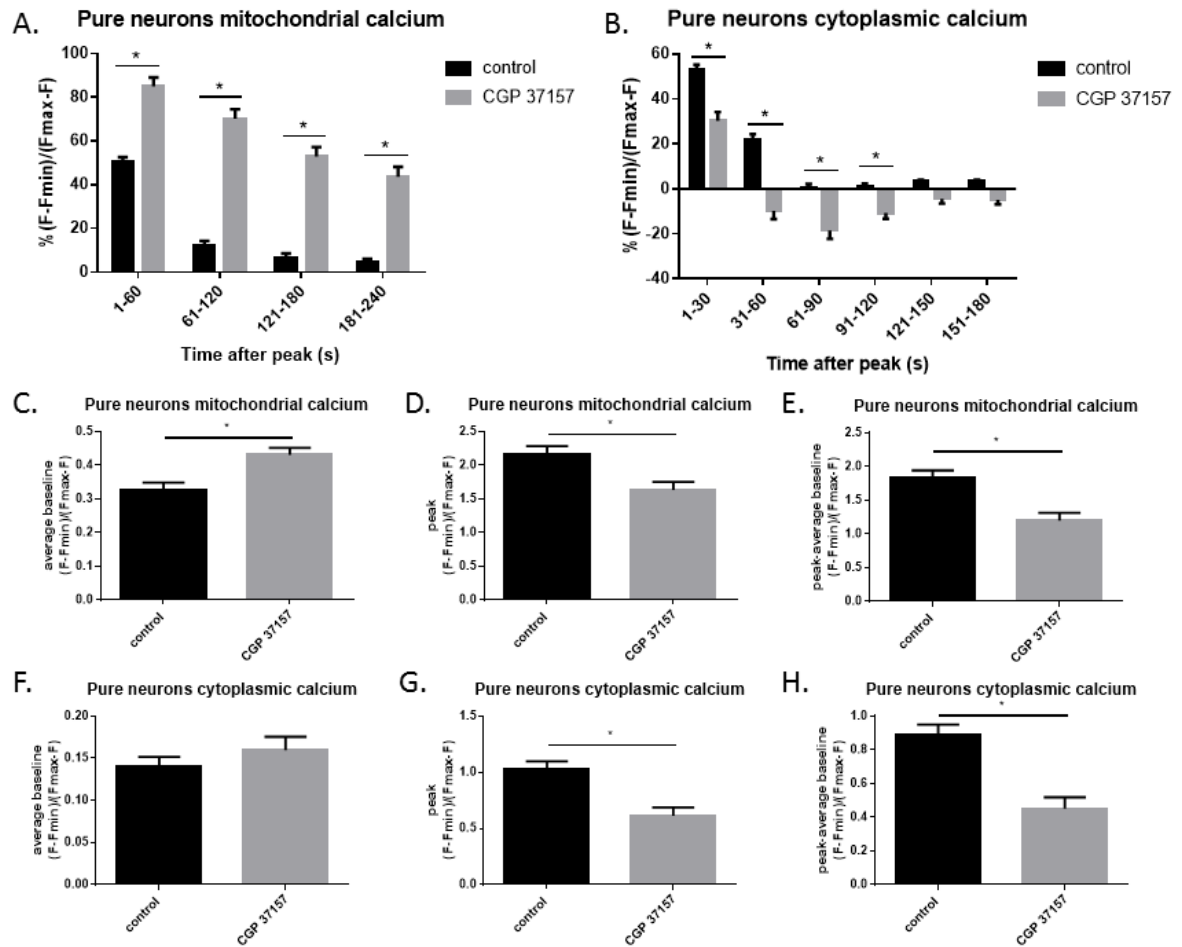 A.
Pure neurons mitochondrial calcium
% (F-Fmin)/(Fmax-F)
100
80
60
40
20
0
*
*
*
*
control
CGP 37157
1-60
61-120
121-180
181-240
Time after peak (s)
B.
Pure neurons cytoplasmic calcium
% (F-Fmin)/(Fmax-F)
60
40
20
0
-20
-40
*
*
*
*
control
CGP 37157
1-30
31-60
61-90
91-120
121-150
151-180
Time after peak (s)
C.
Pure neurons mitochondrial calcium
average baseline
(F-Fmin)/(Fmax-F)
0.5
0.4
0.3
0.2
0.1
0.0
*
control
CGP 37157
D.
Pure neurons mitochondrial calcium
peak
(F-Fmin)/(Fmax-F)
2.5
2.0
1.5
1.0
0.5
0.0
*
control
CGP 37157
E.
Pure neurons mitochondrial calcium
peak-average baseline
(F-Fmin)/(Fmax-F)
2.5
2.0
1.5
1.0
0.5
0.0
*
control
CGP 37157
F.
Pure neurons cytoplasmic calcium
average baseline
(F-Fmin)/(Fmax-F)
0.20
0.15
0.10
0.05
0.00
control
CGP 37157
G.
Pure neurons cytoplasmic calcium
peak
(F-Fmin)/(Fmax-F)
1.5
1.0
0.5
0.0
*
control
CGP 37157
H.
Pure neurons cytoplasmic calcium
peak-average baseline
(F-Fmin)/(Fmax-F)
1.0
0.8
0.6
0.4
0.2
0.0
*
control
CGP 37157